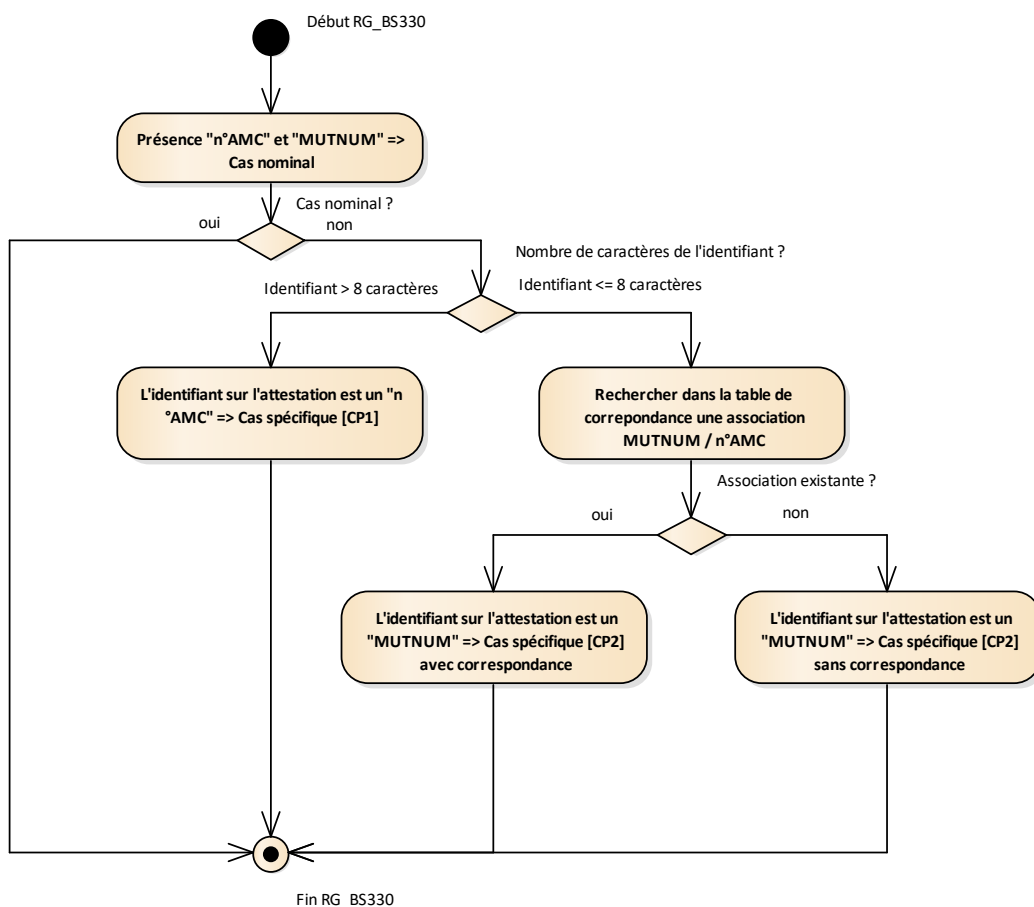 Début RG_BS330
Présence "n°AMC" et "MUTNUM" =>
Cas nominal
Cas nominal ?
oui
non
Nombre de caractères de l'identifiant ?
Identifiant > 8 caractères
Identifiant <= 8 caractères
L'identifiant sur l'attestation est un "n
°AMC" => Cas spécifique [CP1]
Rechercher dans la table de
correpondance une association
MUTNUM / n°AMC
Association existante ?
oui
non
L'identifiant sur l'attestation est un
"MUTNUM" => Cas spécifique [CP2]
avec correspondance
L'identifiant sur l'attestation est un
"MUTNUM" => Cas spécifique [CP2]
sans correspondance
Fin RG_BS330